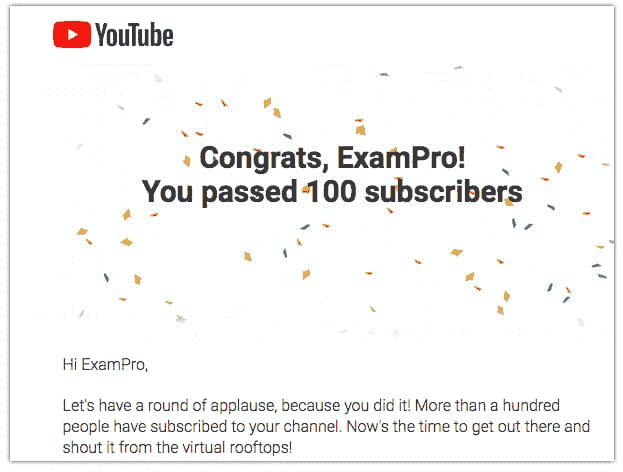 YouTube
Congrats, ExamPro!
You passed 100 subscribers
Hi ExamPro,
Let's have a round of applause, because you did it! More than a hundred
people have subscribed to your channel. Now's the time to get out there and
shout it from the virtual rooftops!